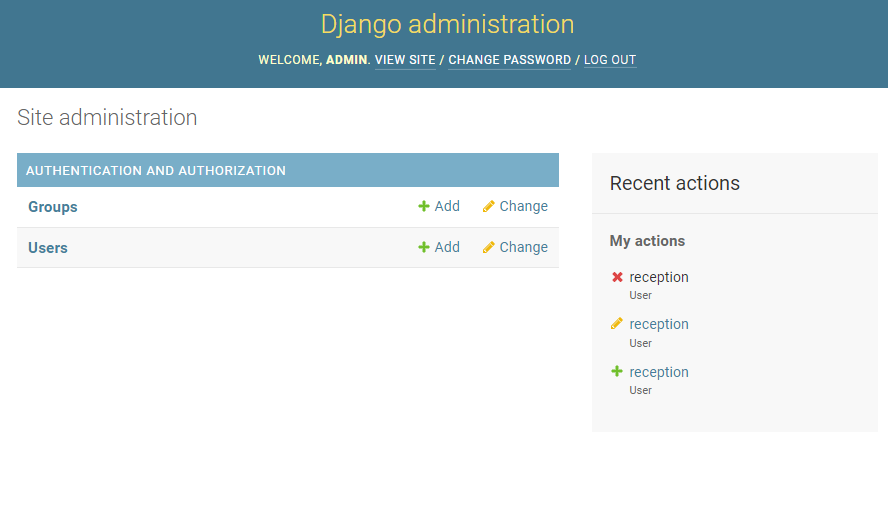 Django administration
WELCOME, ADMIN. VIEW SITE / CHANGE PASSWORD / LOG OUT
Site administration
AUTHENTICATION AND AUTHORIZATION
Groups Add Change
Users Add Change
Recent actions
My actions
reception
User
reception
User
reception
User